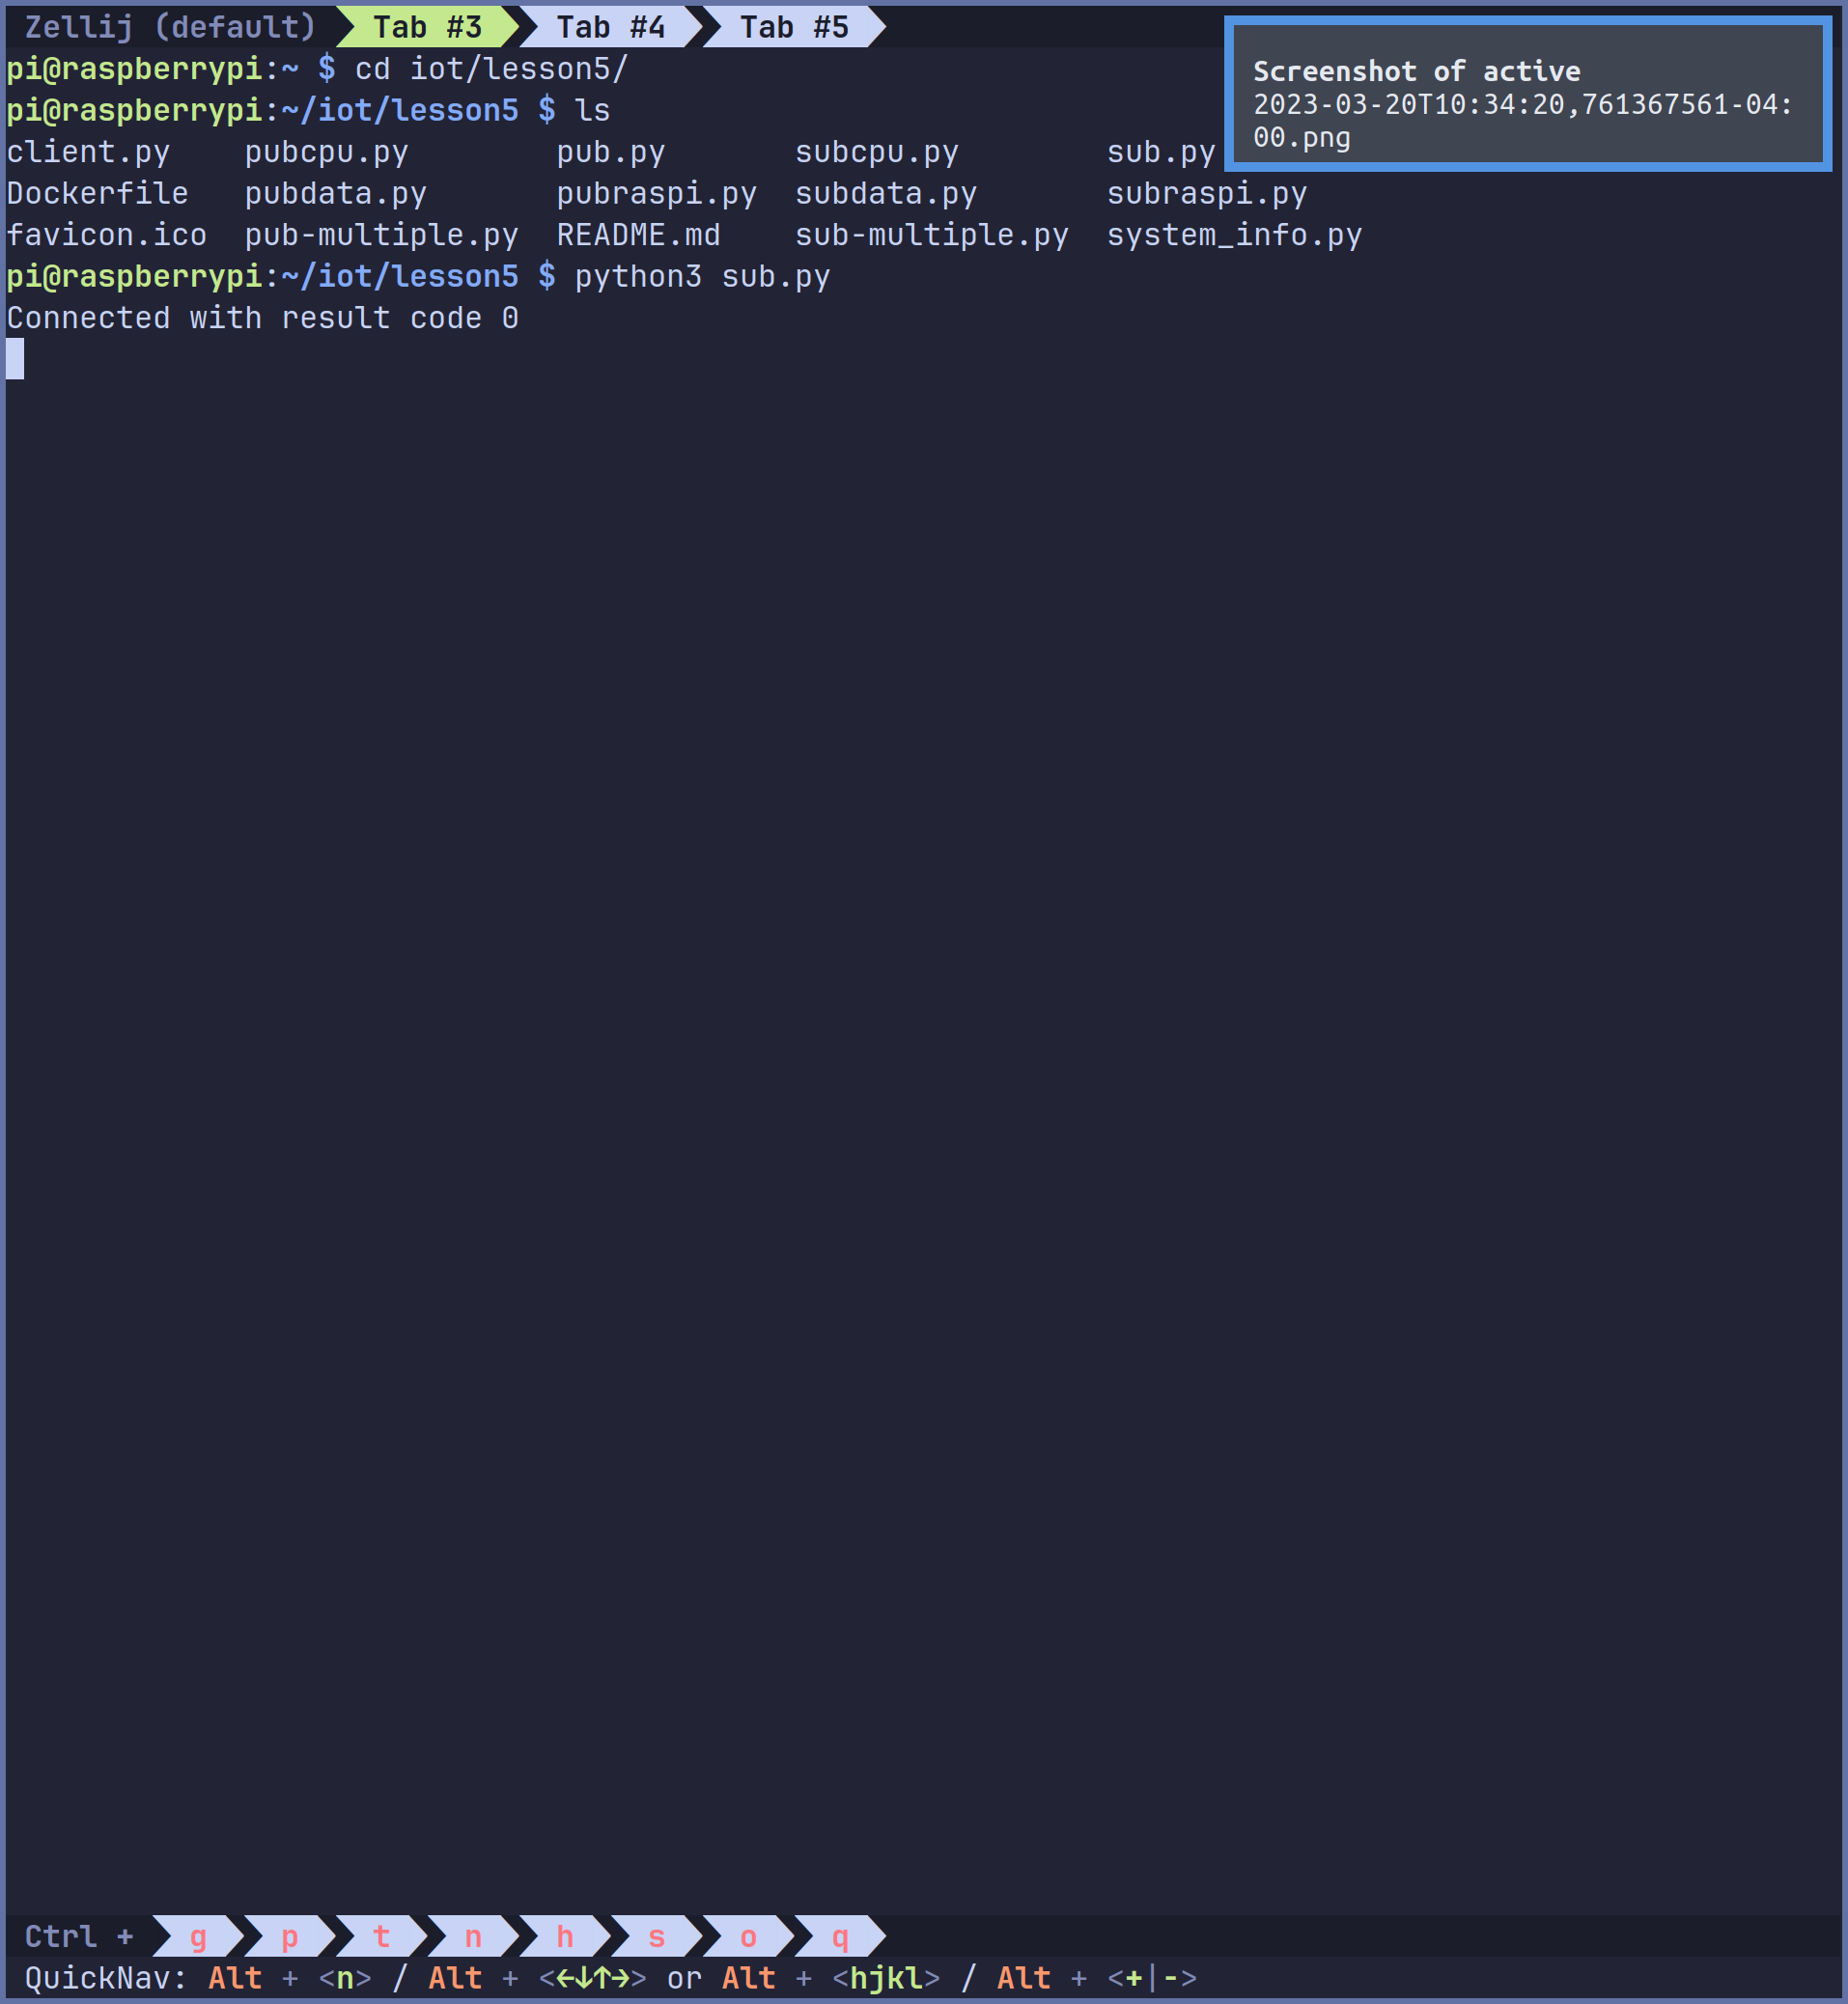 Zellij (default) Tab #3 Tab #4 Tab #5
Screenshot of active
2023-03-20T10:34:20,761367561-04:
00.png
pi@raspberrypi:~ $ cd iot/lesson5/
pi@raspberrypi:~/iot/lesson5 $ ls
client.py pubcpu.py pub.py subcpu.py sub.py
Dockerfile pubdata.py pubraspi.py subdata.py subraspi.py
favicon.ico pub-multiple.py README.md sub-multiple.py system_info.py
pi@raspberrypi:~/iot/lesson5 $ python3 sub.py
Connected with result code 0
Ctrl + g p t n h s o q
QuickNav: Alt + <n> / Alt + <←↓↑→> or Alt + <hjkl> / Alt + <+|->